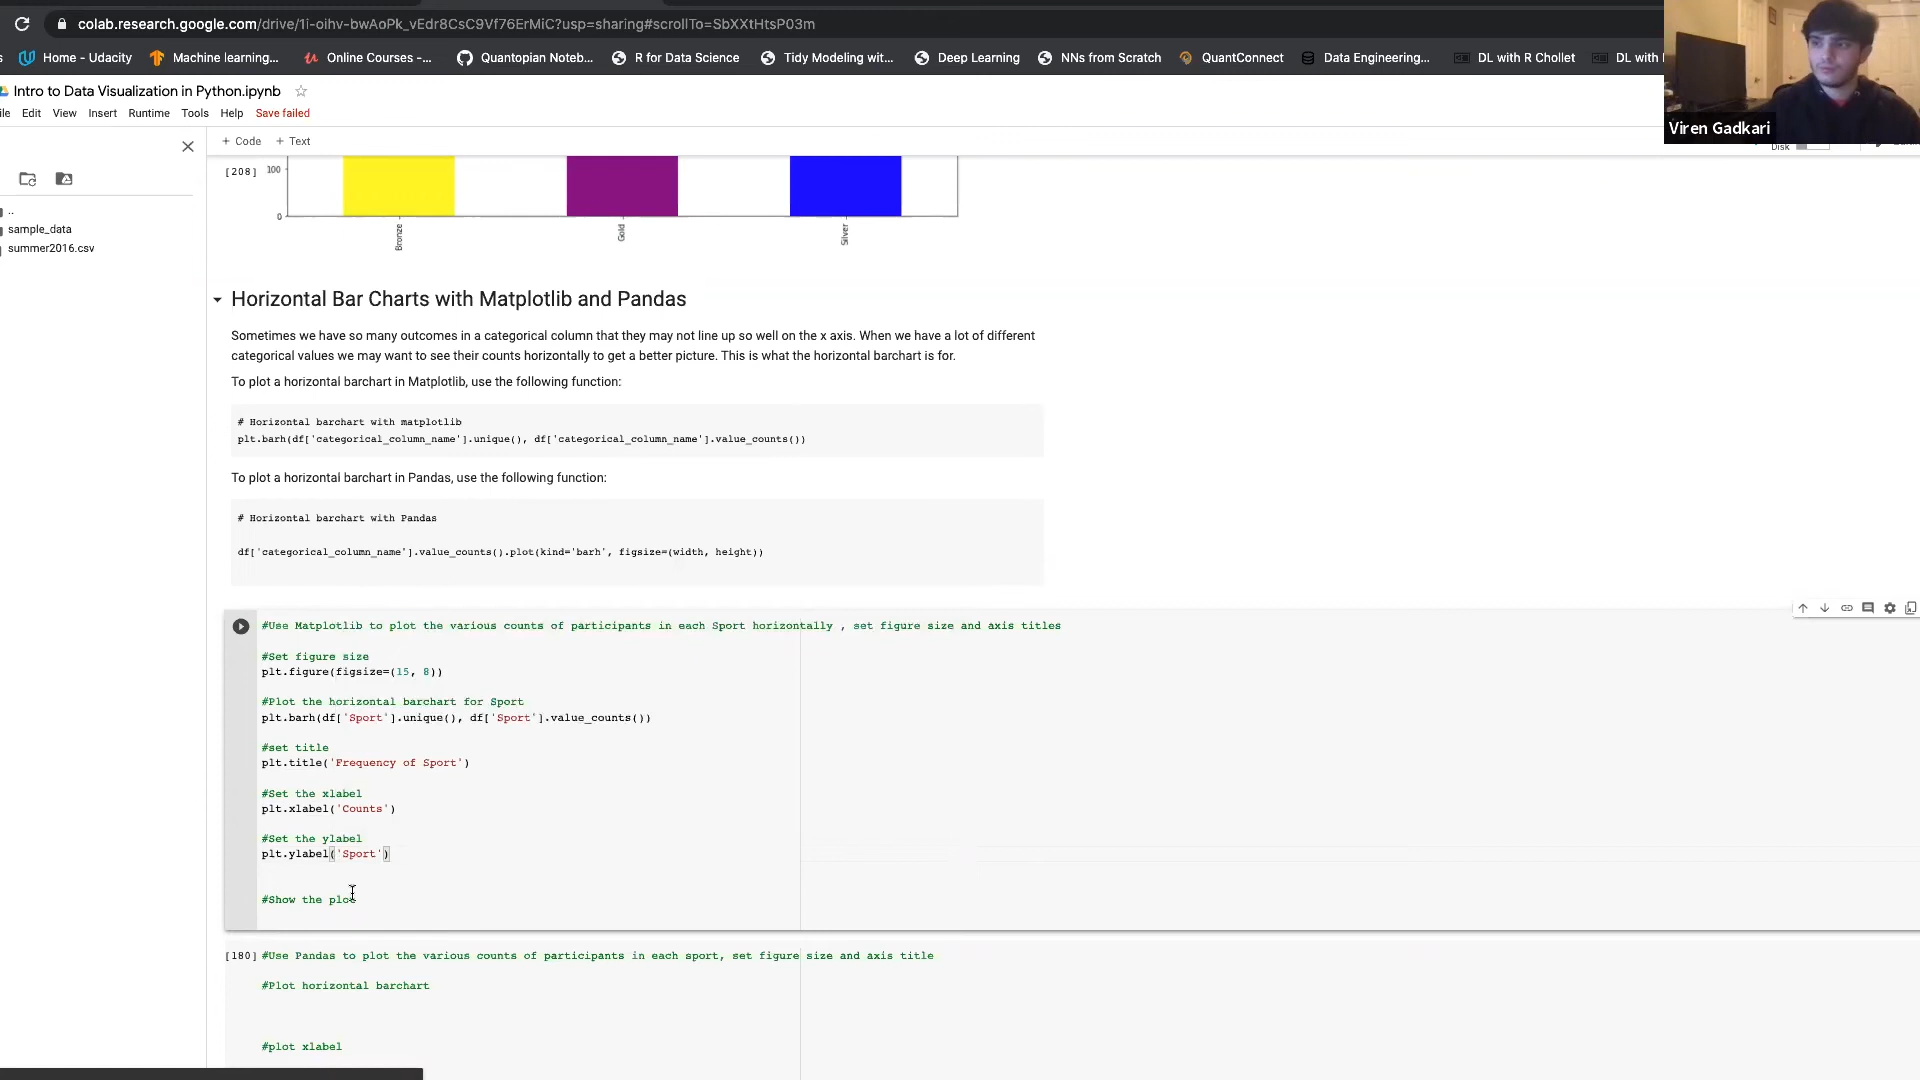 colab.research.google.com/drive/1i-oihv-bwAoPk_vEdr8CsC9Vf76ErMiC?usp=sharing#scrollTo=SbXXtHtsP03m
Home - Udacity Machine learning... Online Courses -... Quantopian Noteb... R for Data Science Tidy Modeling wit... Deep Learning NNs from Scratch QuantConnect Data Engineering... DL with R Chollet DL with
Viren Gadkari
Intro to Data Visualization in Python.ipynb
Edit View Insert Runtime Tools Help Save failed
+ Code + Text
Disk
..
sample_data
summer2016.csv
[208]
100
0
Bronze
Gold
Silver
Horizontal Bar Charts with Matplotlib and Pandas
Sometimes we have so many outcomes in a categorical column that they may not line up so well on the x axis. When we have a lot of different
categorical values we may want to see their counts horizontally to get a better picture. This is what the horizontal barchart is for.
To plot a horizontal barchart in Matplotlib, use the following function:
# Horizontal barchart with matplotlib
plt.barh(df['categorical_column_name'].unique(), df['categorical_column_name'].value_counts())
To plot a horizontal barchart in Pandas, use the following function:
# Horizontal barchart with Pandas
df['categorical_column_name'].value_counts().plot(kind='barh', figsize=(width, height))
#Use Matplotlib to plot the various counts of participants in each Sport horizontally , set figure size and axis titles
#Set figure size
plt.figure(figsize=(15, 8))
#Plot the horizontal barchart for Sport
plt.barh(df['Sport'].unique(), df['Sport'].value_counts())
#set title
plt.title('Frequency of Sport')
#Set the xlabel
plt.xlabel('Counts')
#Set the ylabel
plt.ylabel('Sport')
#Show the plot
[180] #Use Pandas to plot the various counts of participants in each sport, set figure size and axis title
#Plot horizontal barchart
#plot xlabel